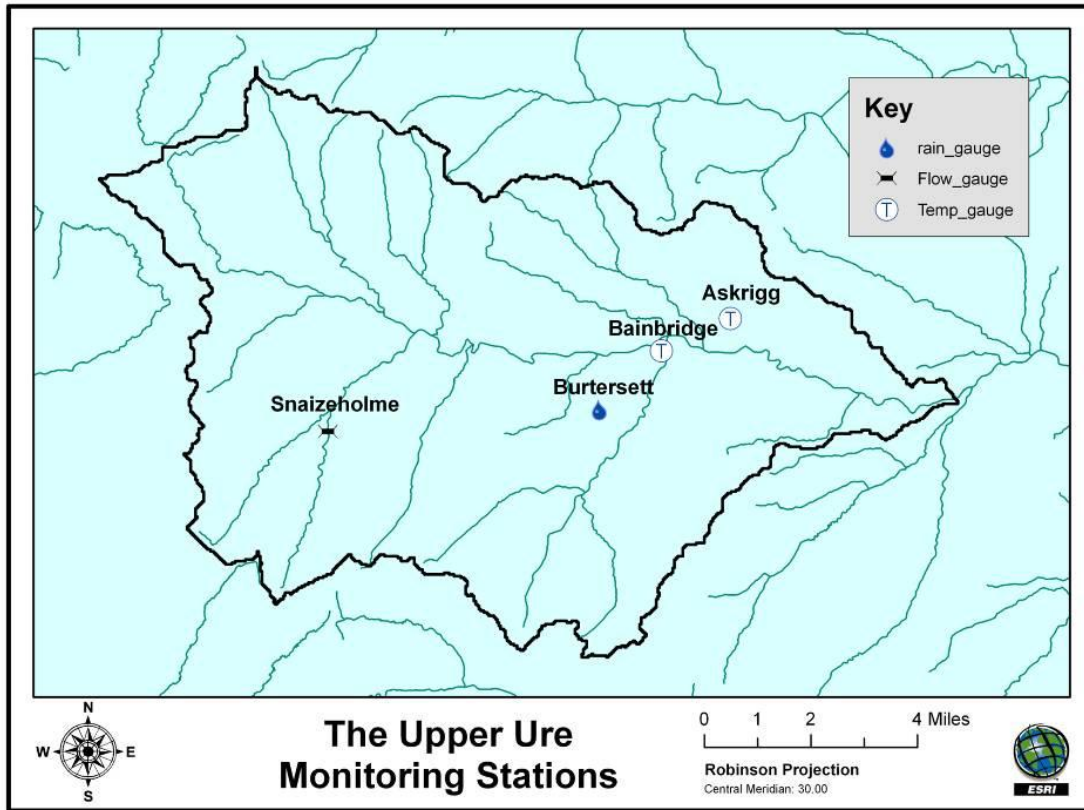 Key
rain_gauge
Flow_gauge
T Temp_gauge
Askrigg
T
Bainbridge
T
Burtersett
Snaizeholme
N
W E
S
The Upper Ure
Monitoring Stations
0 1 2 4 Miles
Robinson Projection
Central Meridian: 30.00
ESRI